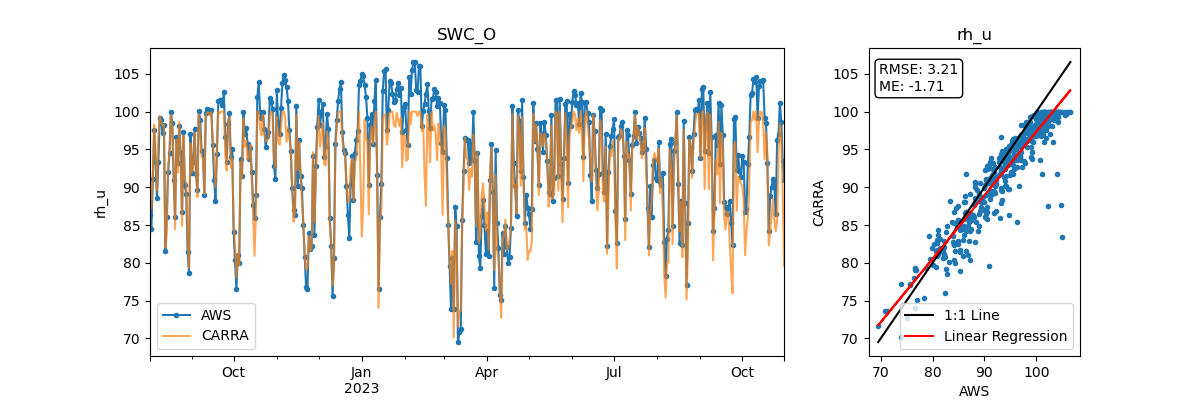 SWC_O
rh_u
105
100
95
90
85
80
75
70
rh_u
AWS
CARRA
Oct
Jan
2023
Apr
Jul
Oct
rh_u
RMSE: 3.21
ME: -1.71
105
100
95
90
85
80
75
70
CARRA
1:1 Line
Linear Regression
70
80
90
100
AWS